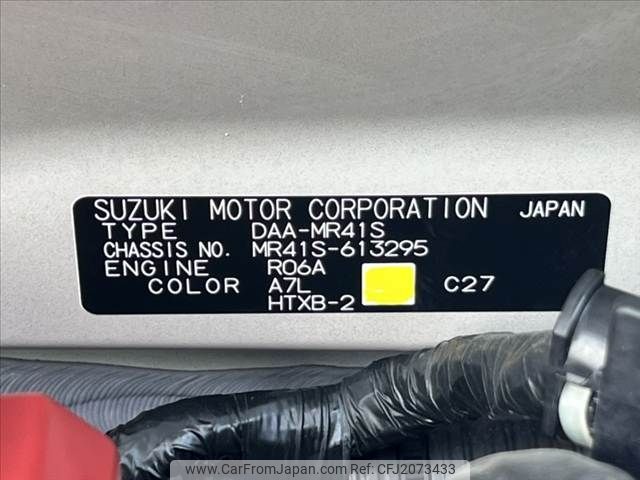 SUZUKI MOTOR CORPORATION JAPAN
TYPE DAA-MR41S
CHASSIS NO. MR41S-613295
ENGINE R06A
COLOR A7L C27
HTXB-2
www.CarFromJapan.com | Ref: CFJ2073433